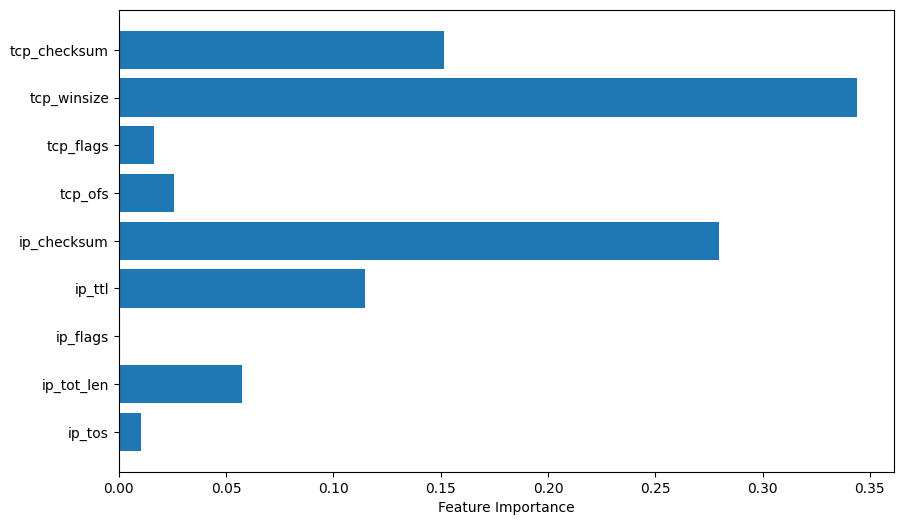 tcp_checksum
tcp_winsize
tcp_flags
tcp_ofs
ip_checksum
ip_ttl
ip_flags
ip_tot_len
ip_tos
0.00 0.05 0.10 0.15 0.20 0.25 0.30 0.35
Feature Importance